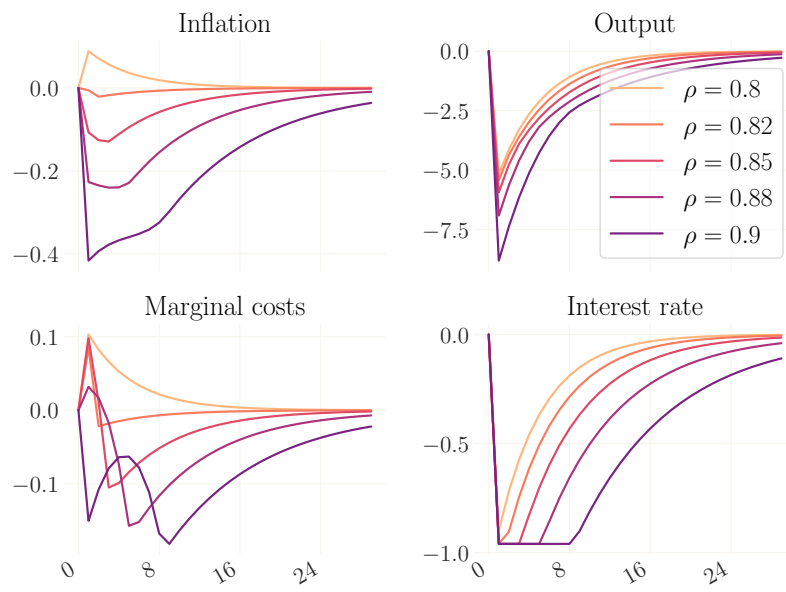 Inflation
0.0
−0.2
−0.4
Output
0.0
−2.5
−5.0
−7.5
ρ = 0.8
ρ = 0.82
ρ = 0.85
ρ = 0.88
ρ = 0.9
Marginal costs
0.1
0.0
−0.1
0
8
16
24
Interest rate
0.0
−0.5
−1.0
0
8
16
24